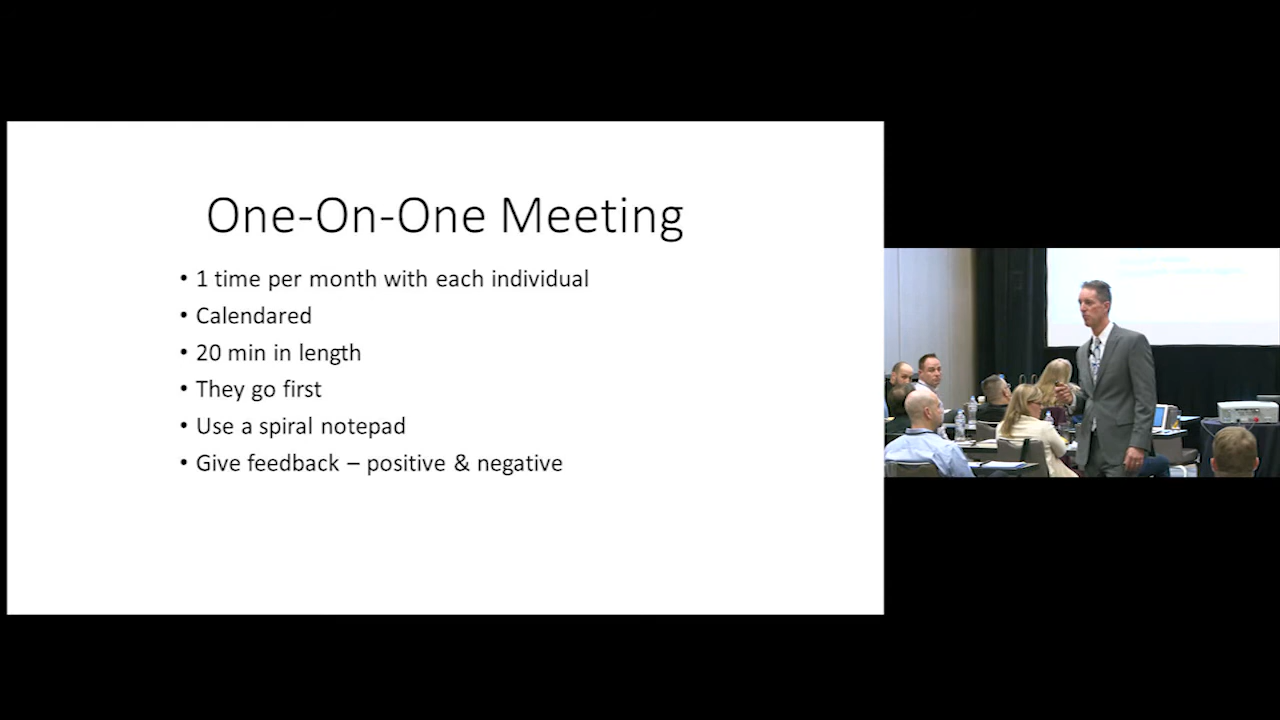 One-On-One Meeting
• 1 time per month with each individual
• Calendared
• 20 min in length
• They go first
• Use a spiral notepad
• Give feedback – positive & negative